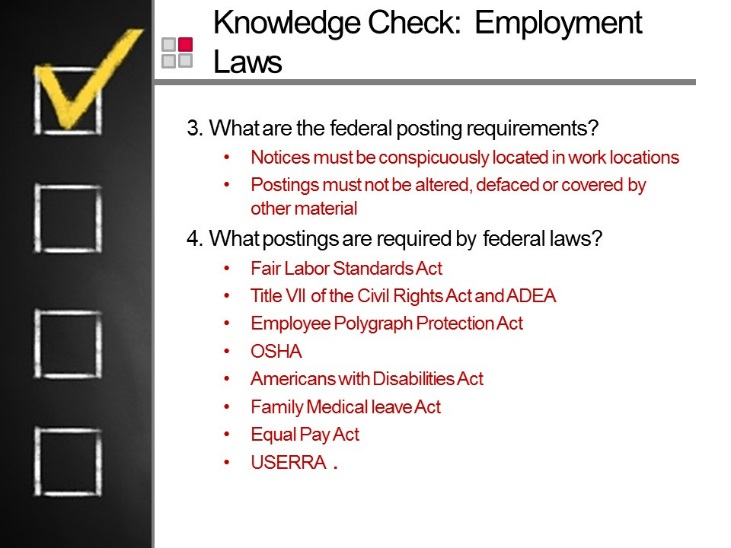 Knowledge Check: Employment
Laws
3. What are the federal posting requirements?
• Notices must be conspicuously located in work locations
• Postings must not be altered, defaced or covered by
other material
4. What postings are required by federal laws?
• Fair Labor Standards Act
• Title VII of the Civil Rights Act and ADEA
• Employee Polygraph Protection Act
• OSHA
• Americans with Disabilities Act
• Family Medical leave Act
• Equal Pay Act
• USERRA .